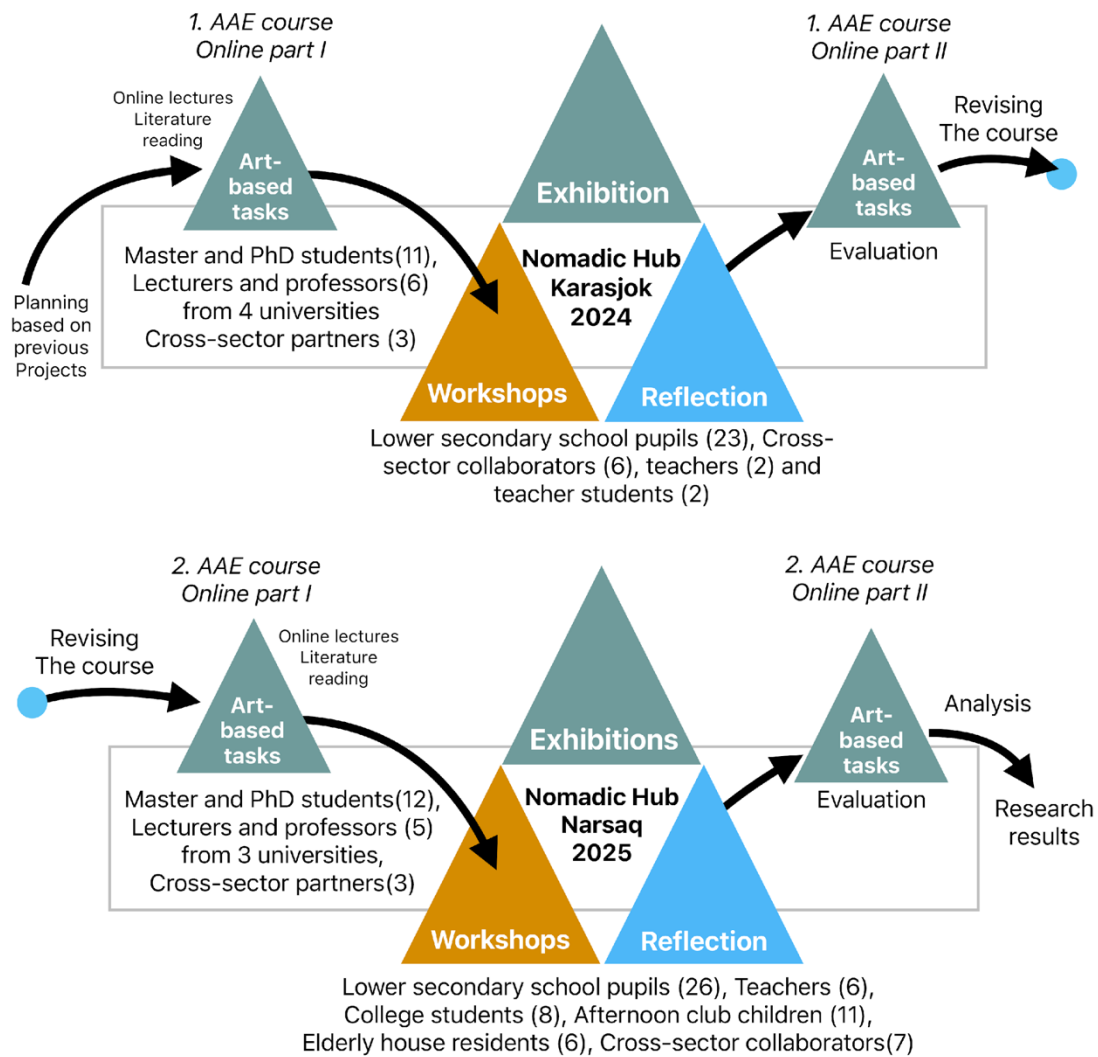 1. AAE course
Online part I
1. AAE course
Online part II
Online lectures
Literature
reading
Revising
The course
Art-
based
tasks
Exhibition
Art-
based
tasks
Planning
based on
previous
Projects
Master and PhD students(11),
Lecturers and professors(6)
from 4 universities
Cross-sector partners (3)
Nomadic Hub
Karasjok
2024
Evaluation
Workshops
Reflection
Lower secondary school pupils (23), Cross-
sector collaborators (6), teachers (2) and
teacher students (2)
2. AAE course
Online part I
2. AAE course
Online part II
Revising
The course
Online lectures
Literature
reading
Art-
based
tasks
Exhibitions
Art-
based
tasks
Analysis
Research
results
Master and PhD students(12),
Lecturers and professors (5)
from 3 universities,
Cross-sector partners(3)
Nomadic Hub
Narsaq
2025
Evaluation
Workshops
Reflection
Lower secondary school pupils (26), Teachers (6),
College students (8), Afternoon club children (11),
Elderly house residents (6), Cross-sector collaborators(7)